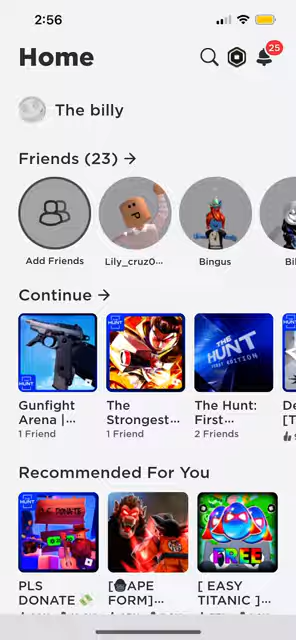 2:56
Home
25
The billy
Friends (23) →
Add Friends
Lily_cruz0...
Bingus
Continue →
HUNT
HUNT
THE HUNT
FIRST EDITION
HUNT
Gunfight Arena |...
1 Friend
The Strongest...
1 Friend
The Hunt: First...
2 Friends
Recommended For You
HUNT
DONATE
FREE
PLS DONATE 💸
[🦍APE FORM]...
[ EASY TITANIC ]...